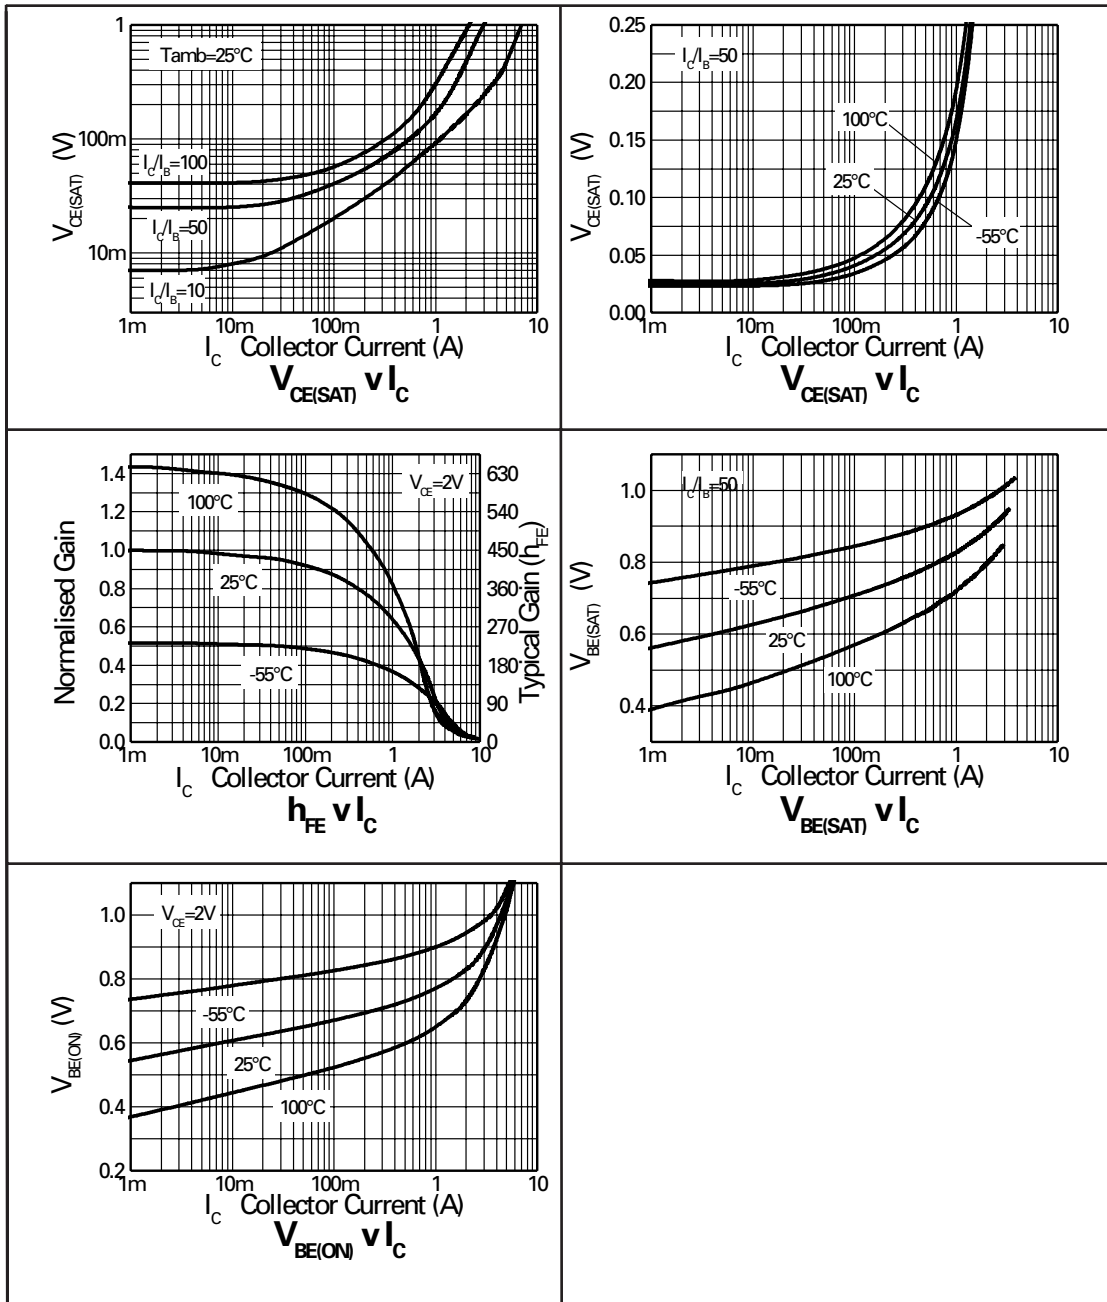 1
100m
10m
V_CE(SAT) (V)
Tamb=25°C
I_C/I_B=100
I_C/I_B=50
I_C/I_B=10
1m 10m 100m 1 10
I_C Collector Current (A)
V_CE(SAT) v I_C
0.25
0.20
0.15
0.10
0.05
0.00
V_CE(SAT) (V)
I_C/I_B=50
100°C
25°C
-55°C
1m 10m 100m 1 10
I_C Collector Current (A)
V_CE(SAT) v I_C
1.4
1.2
1.0
0.8
0.6
0.4
0.2
0.0
Normalised Gain
V_CE=2V
100°C
25°C
-55°C
630
540
450
360
270
180
90
0
Typical Gain (h_FE)
1m 10m 100m 1 10
I_C Collector Current (A)
h_FE v I_C
1.0
0.8
0.6
0.4
V_BE(SAT) (V)
I_C/I_B=50
-55°C
25°C
100°C
1m 10m 100m 1 10
I_C Collector Current (A)
V_BE(SAT) v I_C
1.0
0.8
0.6
0.4
0.2
V_BE(ON) (V)
V_CE=2V
-55°C
25°C
100°C
1m 10m 100m 1 10
I_C Collector Current (A)
V_BE(ON) v I_C